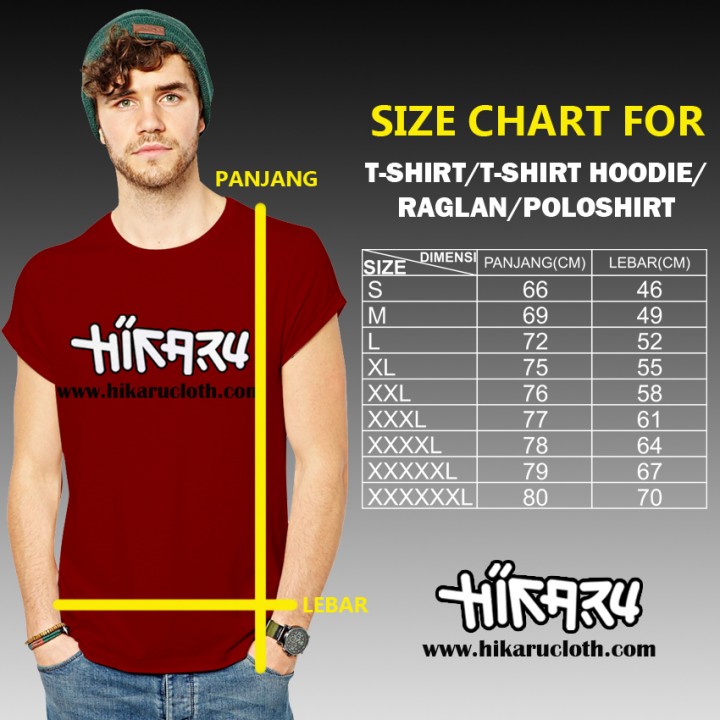 SIZE CHART FOR
T-SHIRT/T-SHIRT HOODIE/
RAGLAN/POLOSHIRT
PANJANG
HIKARU
www.hikarucloth.com
LEBAR
SIZE DIMENSI PANJANG(CM) LEBAR(CM)
S 66 46
M 69 49
L 72 52
XL 75 55
XXL 76 58
XXXL 77 61
XXXXL 78 64
XXXXXL 79 67
XXXXXXL 80 70
HIKARU
www.hikarucloth.com